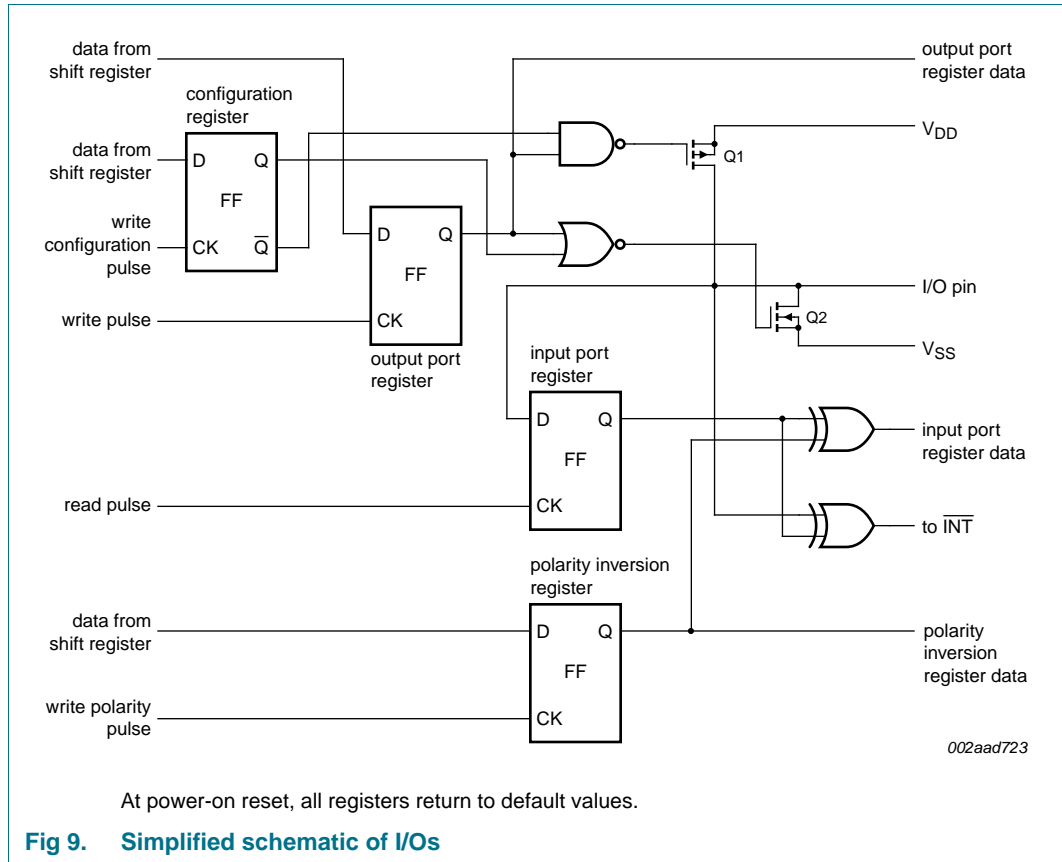 data from
shift register
output port
register data
configuration
register
V_DD
Q1
data from
shift register
D
Q
FF
write
configuration
pulse
CK
Q̅
D
Q
FF
CK
I/O pin
Q2
write pulse
V_SS
output port
register
input port
register
D
Q
FF
CK
input port
register data
read pulse
to I̅N̅T̅
polarity inversion
register
data from
shift register
D
Q
FF
CK
polarity
inversion
register data
write polarity
pulse
002aad723
At power-on reset, all registers return to default values.
Fig 9. Simplified schematic of I/Os